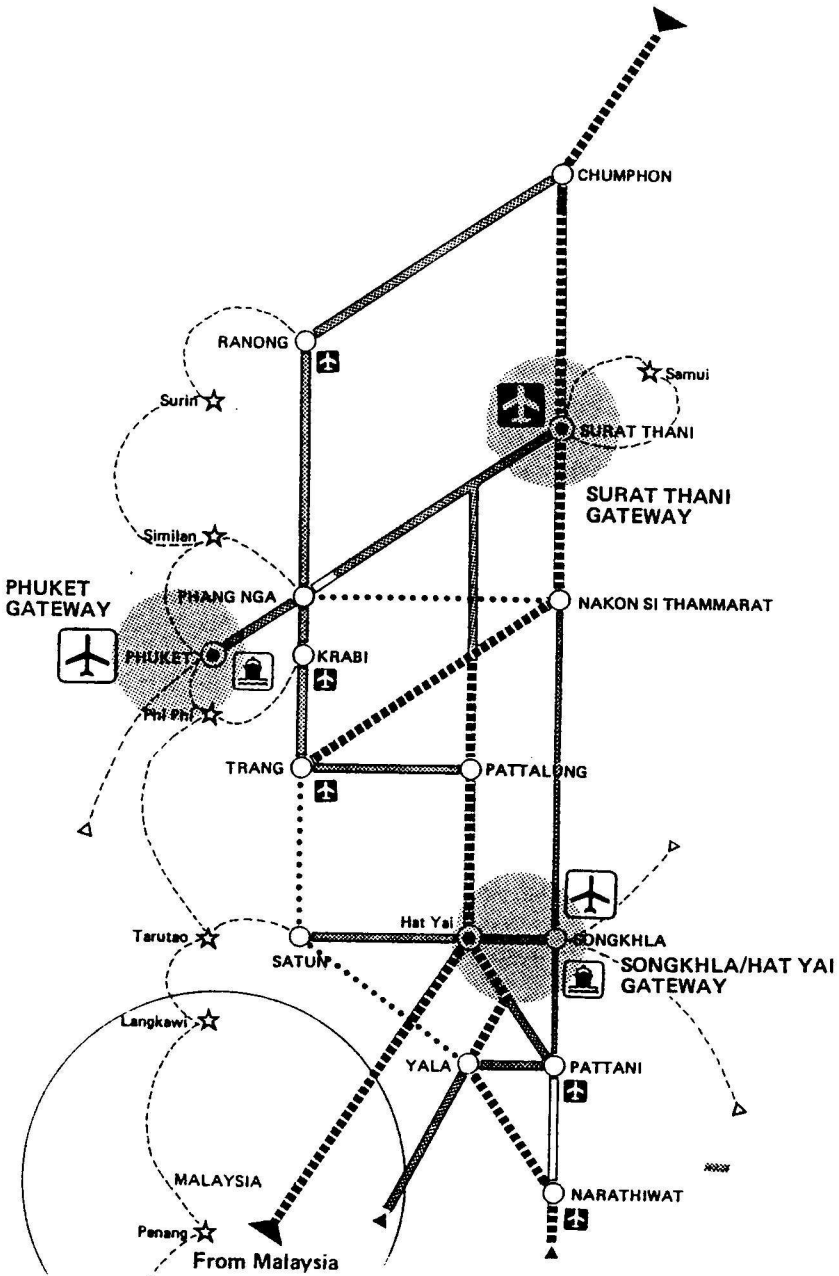 CHUMPHON
RANONG
Surin
Samui
SURAT THANI
SURAT THANI
GATEWAY
Similan
PHUKET
GATEWAY
PHANG NGA
NAKON SI THAMMARAT
PHUKET
KRABI
Phi Phi
TRANG
PATTALUNG
Hat Yai
Tarutao
SATUN
SONGKHLA
SONGKHLA/HAT YAI
GATEWAY
Langkawi
YALA
PATTANI
MALAYSIA
NARATHIWAT
Penang
From Malaysia